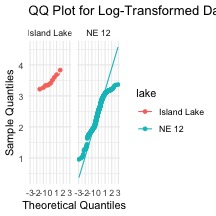 QQ Plot for Log-Transformed Da
Island Lake
NE 12
4
3
2
1
-3-2-10 1 2 3
-3-2-10 1 2 3
Sample Quantiles
Theoretical Quantiles
lake
Island Lake
NE 12